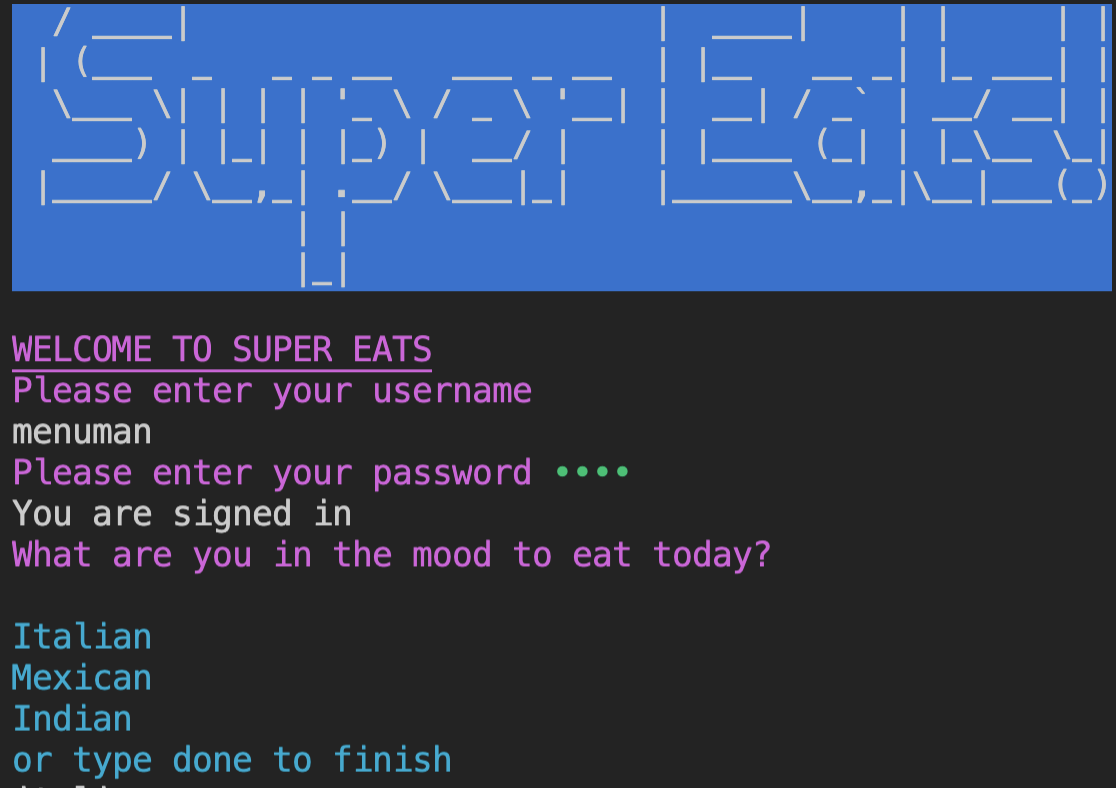 Super Eats!
WELCOME TO SUPER EATS
Please enter your username
menuman
Please enter your password ••••
You are signed in
What are you in the mood to eat today?
Italian
Mexican
Indian
or type done to finish